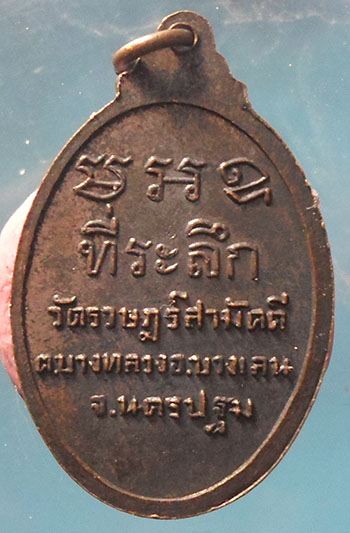 ที่ระลึก
วัดราษฎร์สามัคคี
ต.บางหลวง อ.บางเลน
จ.นครปฐม